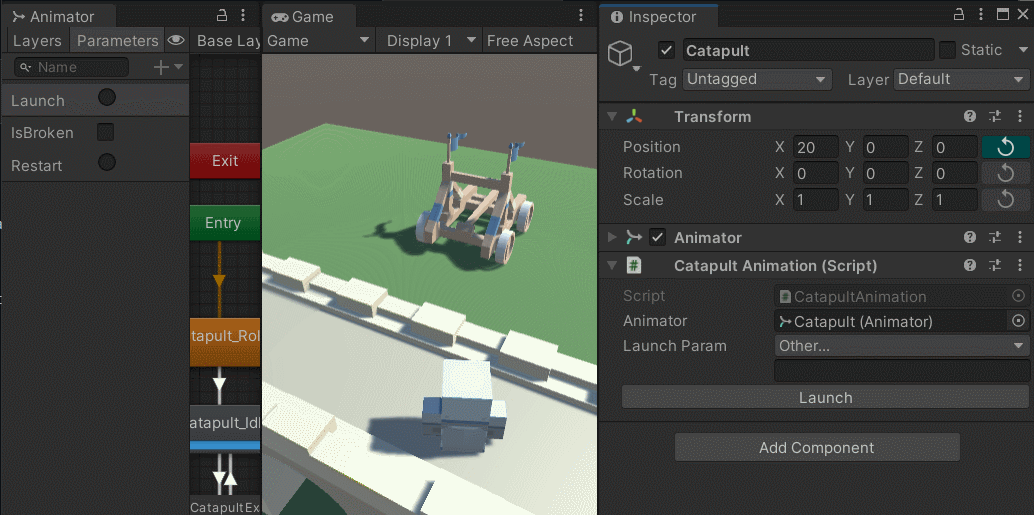 Animator
Layers Parameters Base Lay
Name
Launch
IsBroken
Restart
Exit
Entry
tapult_Rol
atapult_Idl
CatapultEx
Game
Game Display 1 Free Aspect
Inspector
Catapult Static
Tag Untagged Layer Default
Transform
Position X 20 Y 0 Z 0
Rotation X 0 Y 0 Z 0
Scale X 1 Y 1 Z 1
Animator
# Catapult Animation (Script)
Script # CatapultAnimation
Animator Catapult (Animator)
Launch Param Other...
Launch
Add Component